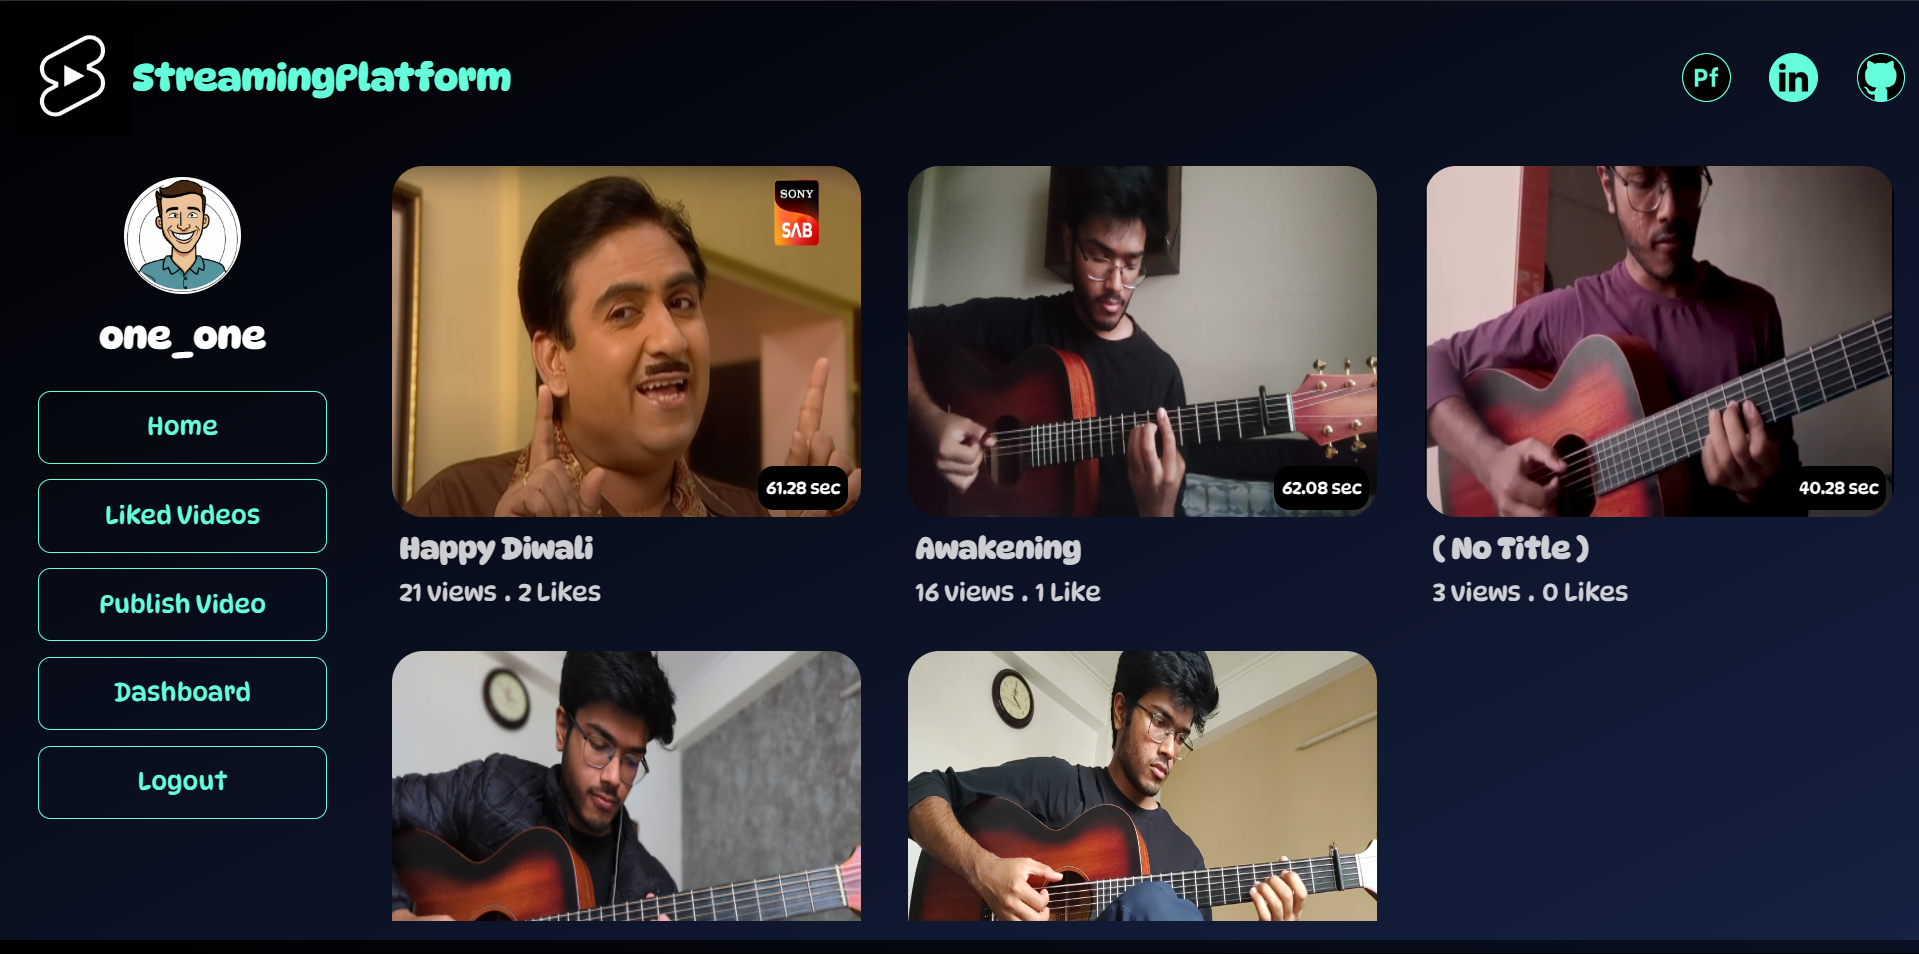 StreamingPlatform
Pf
in
one_one
Home
Liked Videos
Publish Video
Dashboard
Logout
SONY
SAB
61.28 sec
Happy Diwali
21 views . 2 Likes
62.08 sec
Awakening
16 views . 1 Like
40.28 sec
( No Title )
3 views . 0 Likes